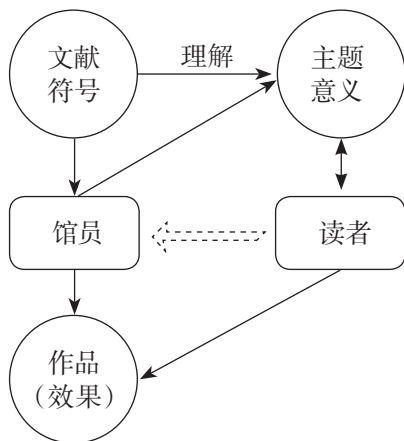 文献
符号
理解
主题
意义
馆员
读者
作品
（效果）